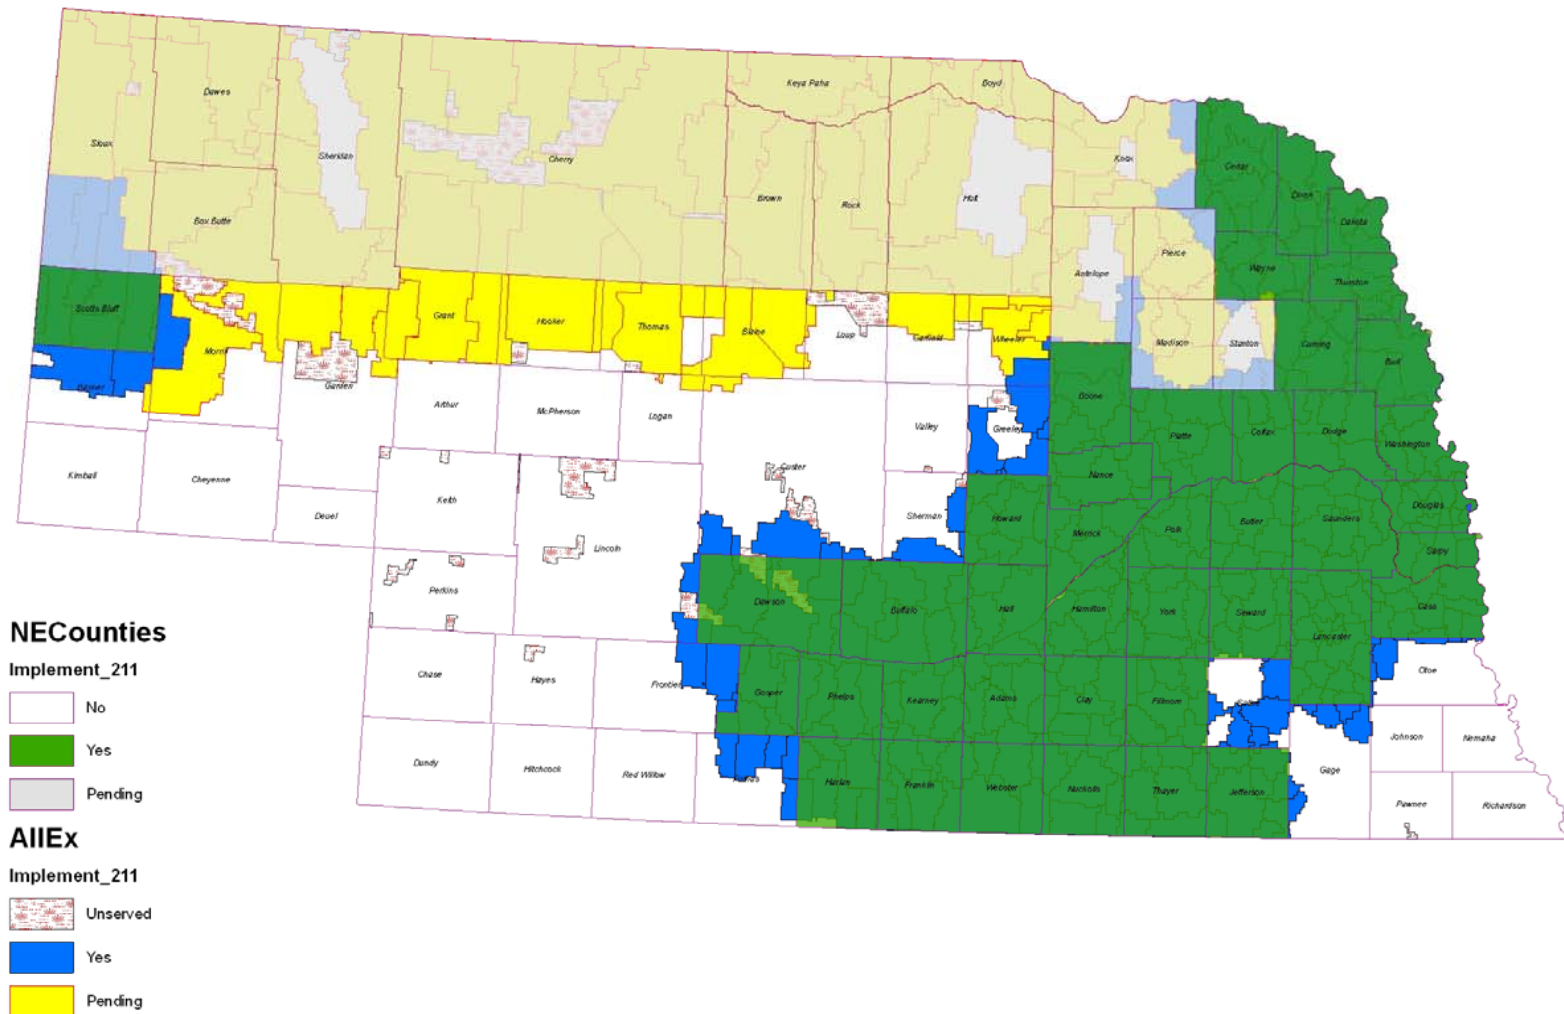 Keya Paha
Boyd
Dawes
Sioux
Sheridan
Cherry
Knox
Cedar
Dixon
Dakota
Box Butte
Brown
Rock
Holt
Pierce
Antelope
Wayne
Thurston
Scotts Bluff
Grant
Hooker
Thomas
Blaine
Loup
Garfield
Wheeler
Madison
Stanton
Cuming
Burt
Morrill
Banner
Garden
Arthur
McPherson
Logan
Valley
Greeley
Boone
Platte
Colfax
Dodge
Washington
Kimball
Cheyenne
Custer
Nance
Keith
Deuel
Sherman
Howard
Merrick
Polk
Butler
Saunders
Douglas
Sarpy
Lincoln
Perkins
Dawson
Buffalo
Hall
Hamilton
York
Seward
Lancaster
Cass
NECounties
Implement_211
No
Yes
Pending
Chase
Hayes
Frontier
Gosper
Phelps
Kearney
Adams
Clay
Fillmore
Saline
Otoe
Dundy
Hitchcock
Red Willow
Furnas
Harlan
Franklin
Webster
Nuckolls
Thayer
Jefferson
Gage
Johnson
Nemaha
Pawnee
Richardson
AllEx
Implement_211
Unserved
Yes
Pending